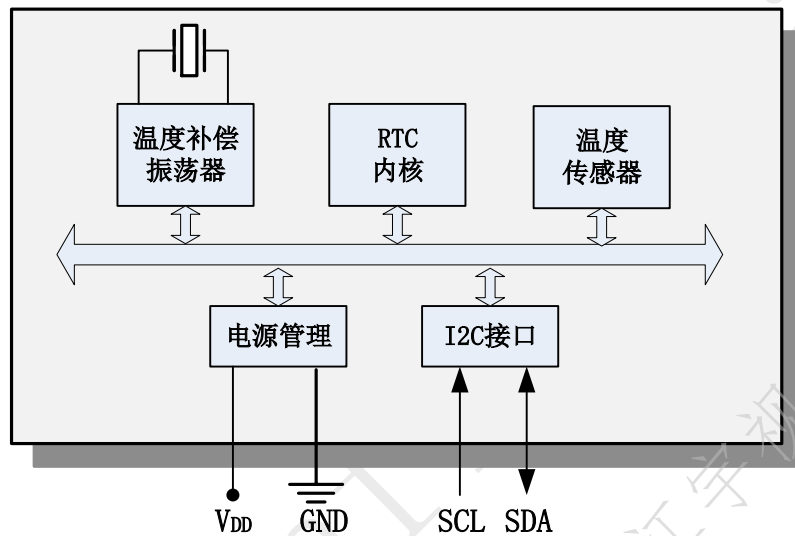 温度补偿
振荡器
RTC
内核
温度
传感器
电源管理
I2C接口
VDD GND SCL SDA